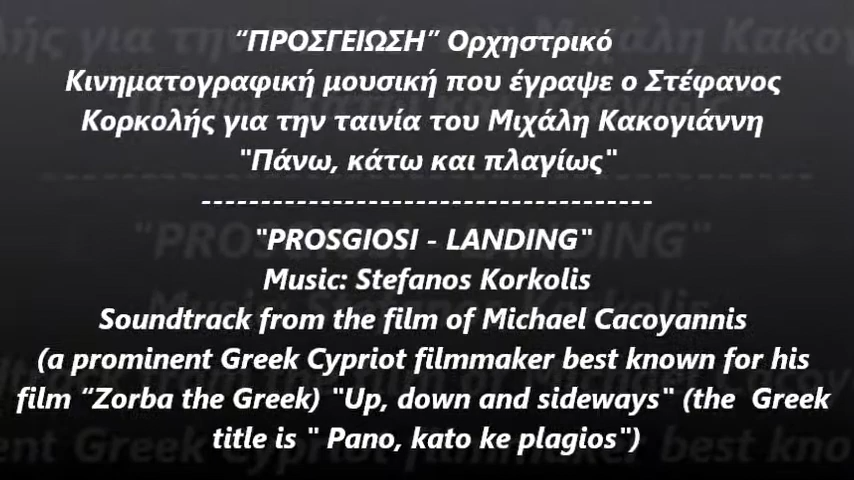 “ΠΡΟΣΓΕΙΩΣΗ” Ορχηστρικό
Κινηματογραφική μουσική που έγραψε ο Στέφανος
Κορκολής για την ταινία του Μιχάλη Κακογιάννη
"Πάνω, κάτω και πλαγίως"
--------------------------------------
"PROSGIOSI - LANDING"
Music: Stefanos Korkolis
Soundtrack from the film of Michael Cacoyannis
(a prominent Greek Cypriot filmmaker best known for his
film “Zorba the Greek) "Up, down and sideways" (the  Greek
title is " Pano, kato ke plagios")